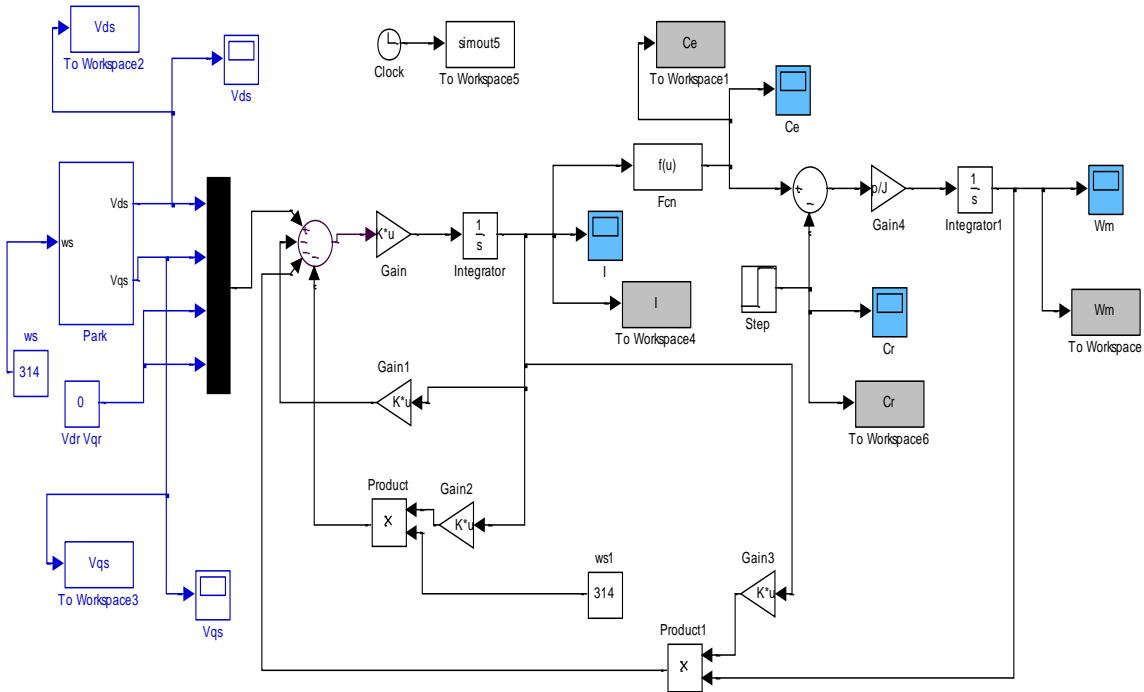 Vds
To Workspace2
Vds
Clock
simout5
To Workspace5
Ce
To Workspace1
Ce
Vds
ws
Vqs
Park
ws
314
0
Vdr Vqr
K*u
Gain
1
s
Integrator
I
I
To Workspace4
f(u)
Fcn
p/J
Gain4
1
s
Integrator1
Wm
Wm
To Workspace
Step
Cr
Cr
To Workspace6
Gain1
K*u
Product
x
Gain2
K*u
ws1
314
Gain3
K*u
Product1
x
Vqs
To Workspace3
Vqs